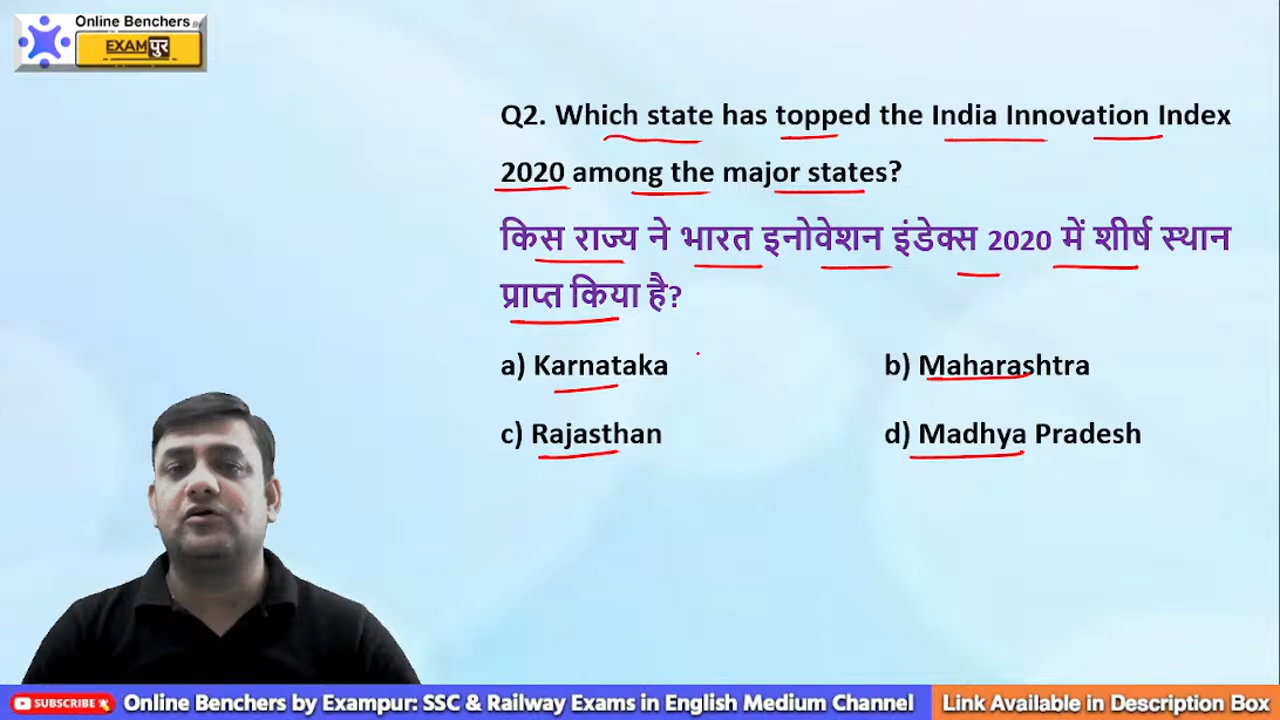 Online Benchers By
EXAMपुर
Q2. Which state has topped the India Innovation Index
2020 among the major states?
किस राज्य ने भारत इनोवेशन इंडेक्स 2020 में शीर्ष स्थान
प्राप्त किया है?
a) Karnataka
b) Maharashtra
c) Rajasthan
d) Madhya Pradesh
SUBSCRIBE
Online Benchers by Exampur: SSC & Railway Exams in English Medium Channel
Link Available in Description Box